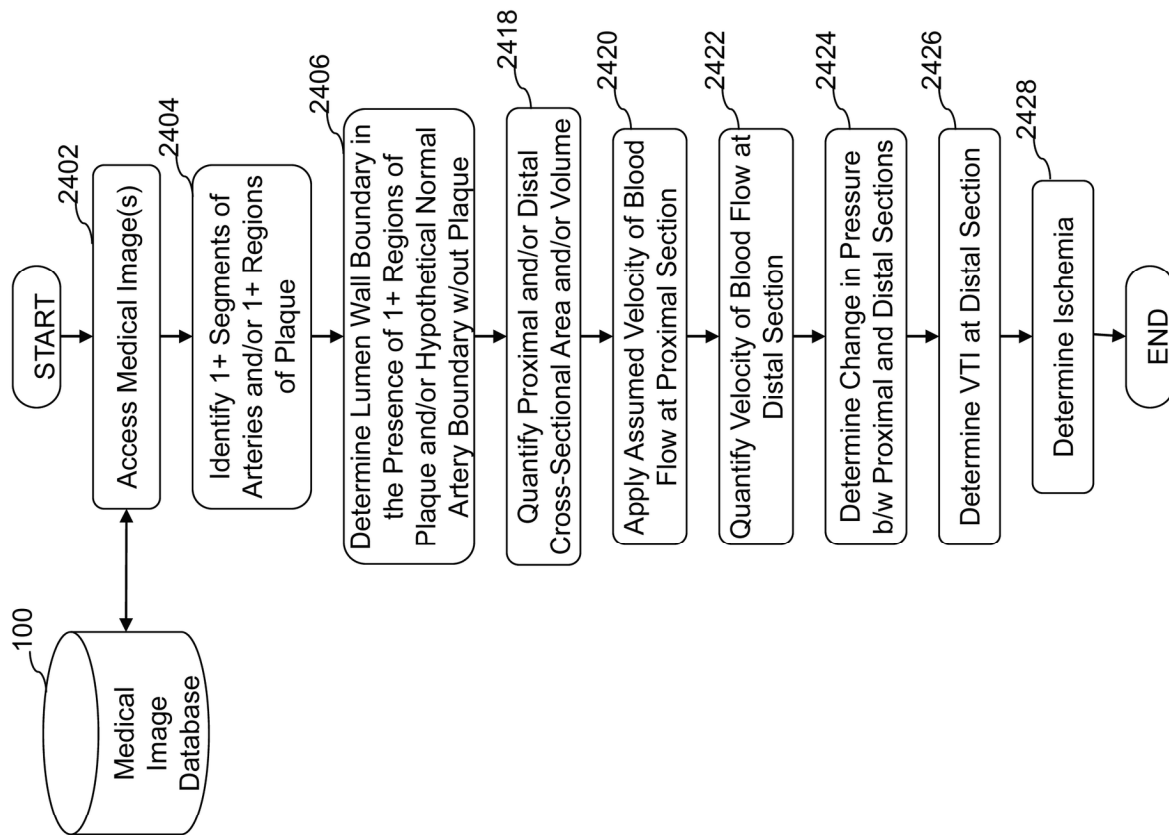 START
2402
Access Medical Image(s)
100
Medical
Image
Database
2404
Identify 1+ Segments of
Arteries and/or 1+ Regions
of Plaque
2406
Determine Lumen Wall Boundary in
the Presence of 1+ Regions of
Plaque and/or Hypothetical Normal
Artery Boundary w/out Plaque
2418
Quantify Proximal and/or Distal
Cross-Sectional Area and/or Volume
2420
Apply Assumed Velocity of Blood
Flow at Proximal Section
2422
Quantify Velocity of Blood Flow at
Distal Section
2424
Determine Change in Pressure
b/w Proximal and Distal Sections
2426
Determine VTI at Distal Section
2428
Determine Ischemia
END